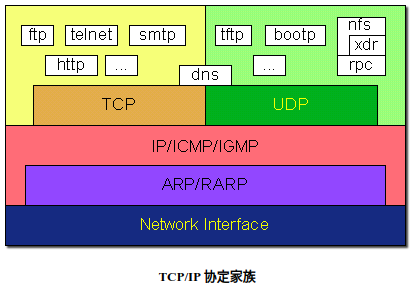 ftp telnet smtp tftp bootp nfs
xdr
http ... dns ... rpc
TCP UDP
IP/ICMP/IGMP
ARP/RARP
Network Interface
TCP/IP 协定家族